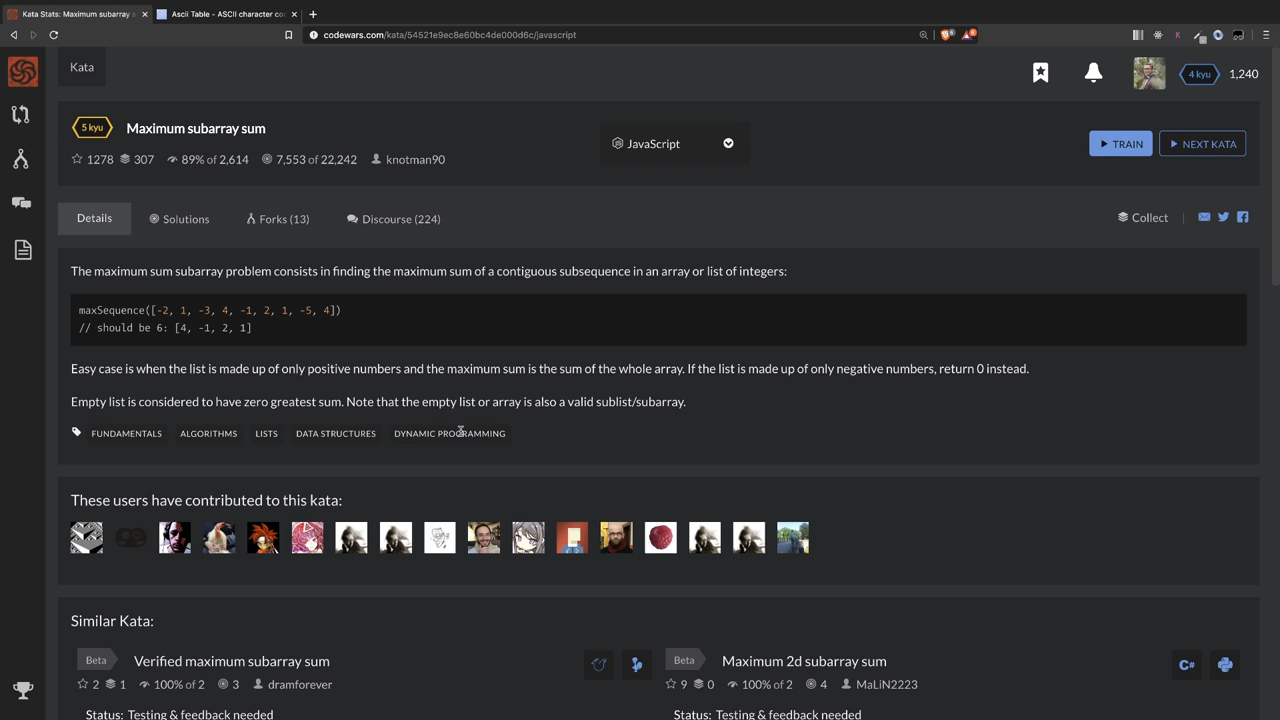 Kata Stats: Maximum subarray s
Ascii Table - ASCII character co
codewars.com/kata/54521e9ec8e60bc4de000d6c/javascript
Kata
4 kyu
1,240
5 kyu
Maximum subarray sum
JavaScript
TRAIN
NEXT KATA
1278
307
89% of 2,614
7,553 of 22,242
knotman90
Details
Solutions
Forks (13)
Discourse (224)
Collect
The maximum sum subarray problem consists in finding the maximum sum of a contiguous subsequence in an array or list of integers:
maxSequence([-2, 1, -3, 4, -1, 2, 1, -5, 4])
// should be 6: [4, -1, 2, 1]
Easy case is when the list is made up of only positive numbers and the maximum sum is the sum of the whole array. If the list is made up of only negative numbers, return 0 instead.
Empty list is considered to have zero greatest sum. Note that the empty list or array is also a valid sublist/subarray.
FUNDAMENTALS
ALGORITHMS
LISTS
DATA STRUCTURES
DYNAMIC PROGRAMMING
These users have contributed to this kata:
Similar Kata:
Beta
Verified maximum subarray sum
2
1
100% of 2
3
dramforever
Status: Testing & feedback needed
Beta
Maximum 2d subarray sum
C#
9
0
100% of 2
4
MaLiN2223
Status: Testing & feedback needed